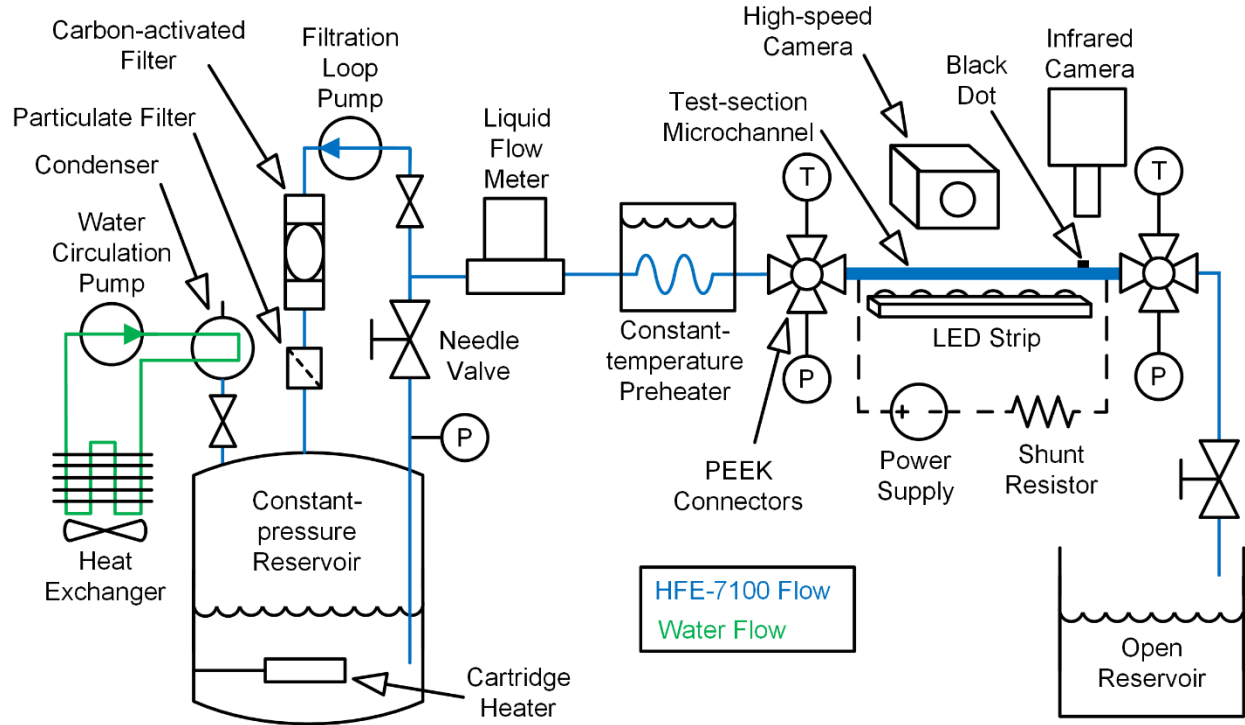 Carbon-activated
Filter
Filtration
Loop
Pump
High-speed
Camera
Infrared
Camera
Black
Dot
Particulate Filter
Liquid
Flow
Meter
Test-section
Microchannel
Condenser
Water
Circulation
Pump
T
T
Needle
Valve
Constant-
temperature
Preheater
LED Strip
P
P
P
+
-
PEEK
Connectors
Power
Supply
Shunt
Resistor
Constant-
pressure
Reservoir
Heat
Exchanger
HFE-7100 Flow
Water Flow
Cartridge
Heater
Open
Reservoir